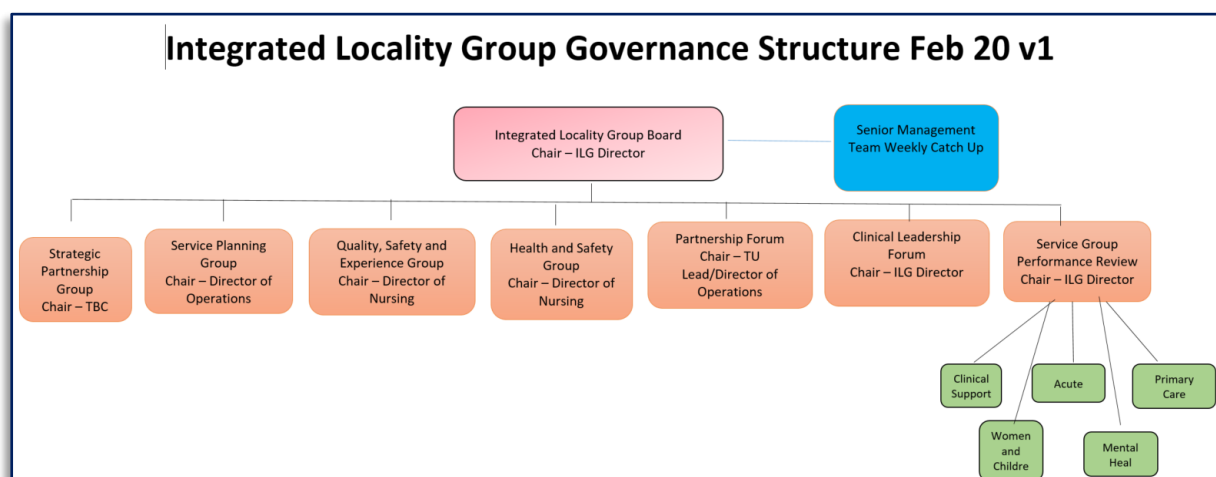 Integrated Locality Group Governance Structure Feb 20 v1
Integrated Locality Group Board
Chair – ILG Director
Senior Management
Team Weekly Catch Up
Strategic
Partnership
Group
Chair – TBC
Service Planning
Group
Chair – Director of
Operations
Quality, Safety and
Experience Group
Chair – Director of
Nursing
Health and Safety
Group
Chair – Director of
Nursing
Partnership Forum
Chair – TU
Lead/Director of
Operations
Clinical Leadership
Forum
Chair – ILG Director
Service Group
Performance Review
Chair – ILG Director
Clinical
Support
Acute
Primary
Care
Women
and
Childre
Mental
Heal